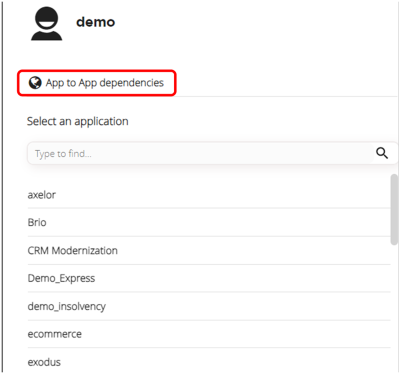 demo
App to App dependencies
Select an application
Type to find...
axelor
Brio
CRM Modernization
Demo_Express
demo_insolvency
ecommerce
exodus